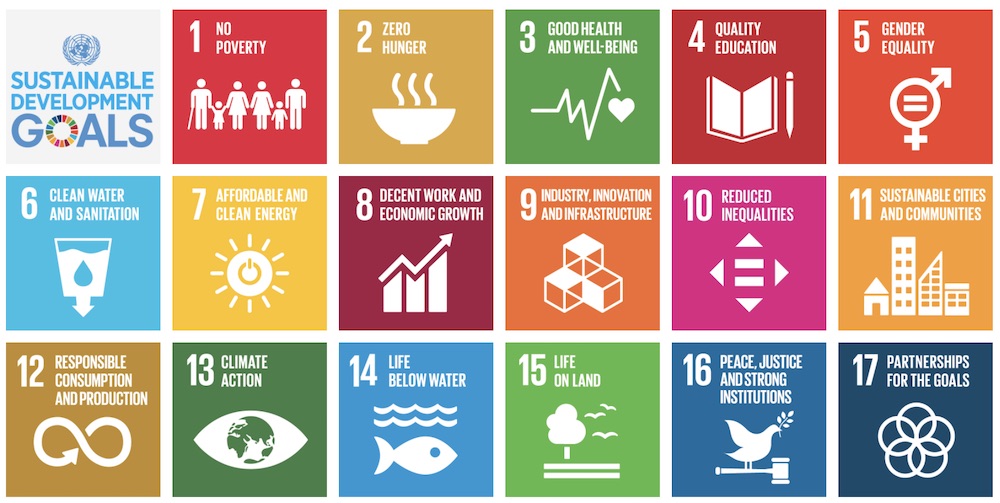 SUSTAINABLE
DEVELOPMENT
GOALS
1 NO
POVERTY
2 ZERO
HUNGER
3 GOOD HEALTH
AND WELL-BEING
4 QUALITY
EDUCATION
5 GENDER
EQUALITY
6 CLEAN WATER
AND SANITATION
7 AFFORDABLE AND
CLEAN ENERGY
8 DECENT WORK AND
ECONOMIC GROWTH
9 INDUSTRY, INNOVATION
AND INFRASTRUCTURE
10 REDUCED
INEQUALITIES
11 SUSTAINABLE CITIES
AND COMMUNITIES
12 RESPONSIBLE
CONSUMPTION
AND PRODUCTION
13 CLIMATE
ACTION
14 LIFE
BELOW WATER
15 LIFE
ON LAND
16 PEACE, JUSTICE
AND STRONG
INSTITUTIONS
17 PARTNERSHIPS
FOR THE GOALS